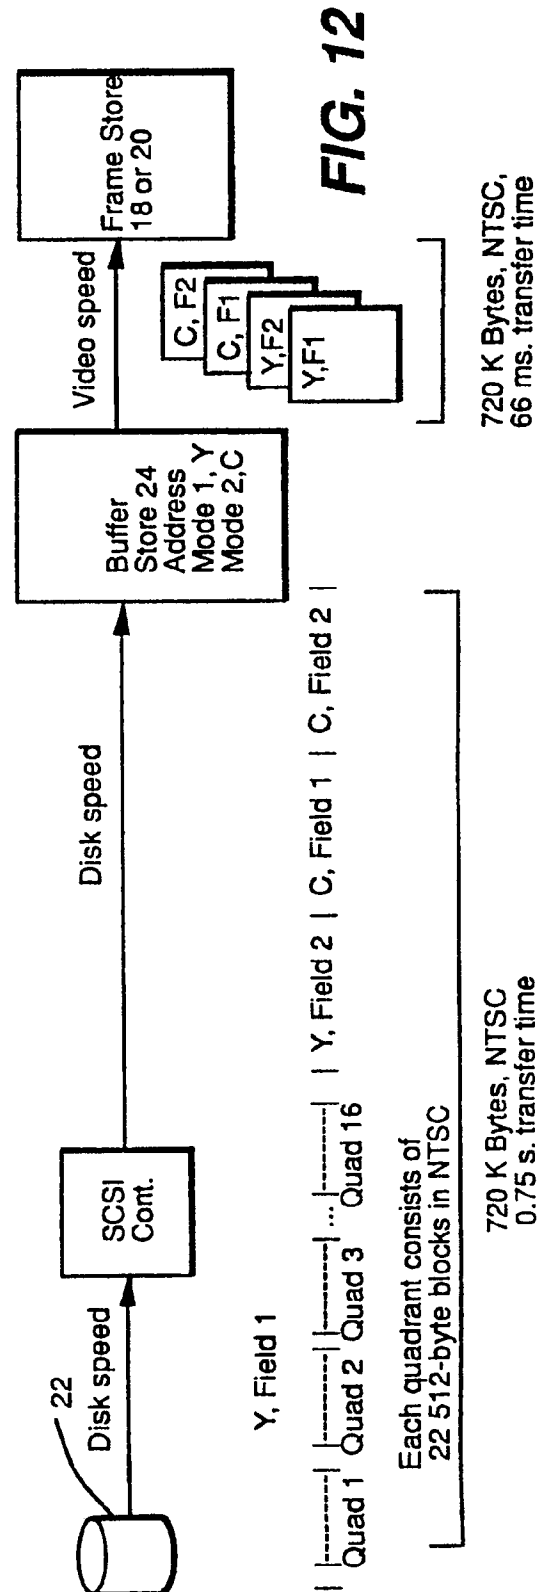 22
Disk speed
SCSI
Cont.
Disk speed
Buffer
Store 24
Address
Mode 1, Y
Mode 2,C
Video speed
Frame Store
18 or 20
Y, Field 1
Quad 1 Quad 2 Quad 3 ... Quad 16
| Y, Field 2 | C, Field 1 | C, Field 2 |
C, F2
C, F1
Y,F2
Y,F1
Each quadrant consists of
22 512-byte blocks in NTSC
720 K Bytes, NTSC
0.75 s. transfer time
720 K Bytes, NTSC,
66 ms. transfer time
FIG. 12